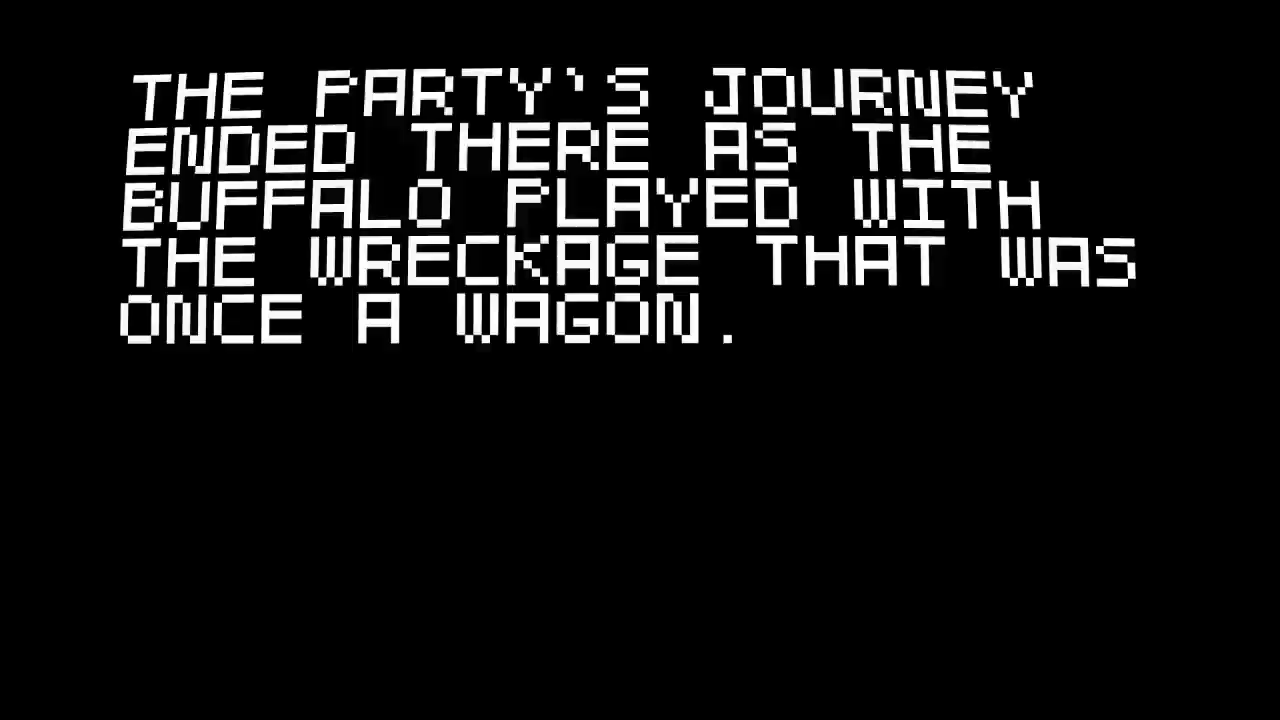 THE PARTY'S JOURNEY
ENDED THERE AS THE
BUFFALO PLAYED WITH
THE WRECKAGE THAT WAS
ONCE A WAGON.